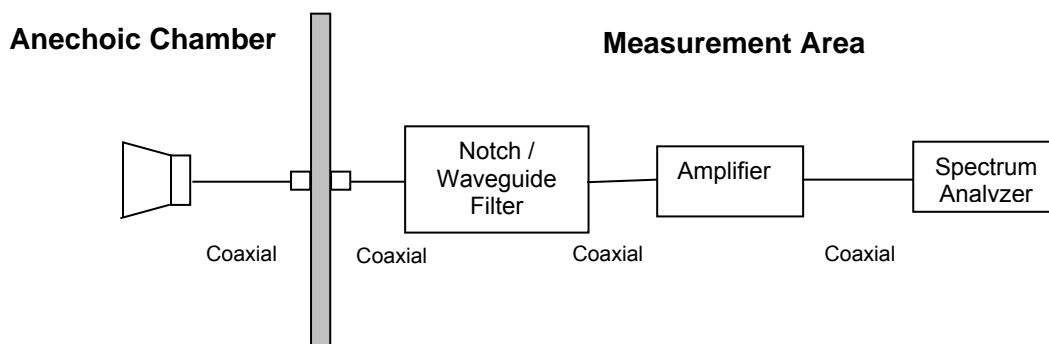 Anechoic Chamber
Measurement Area
Notch /
Waveguide
Filter
Amplifier
Spectrum
Analvzer
Coaxial
Coaxial
Coaxial
Coaxial